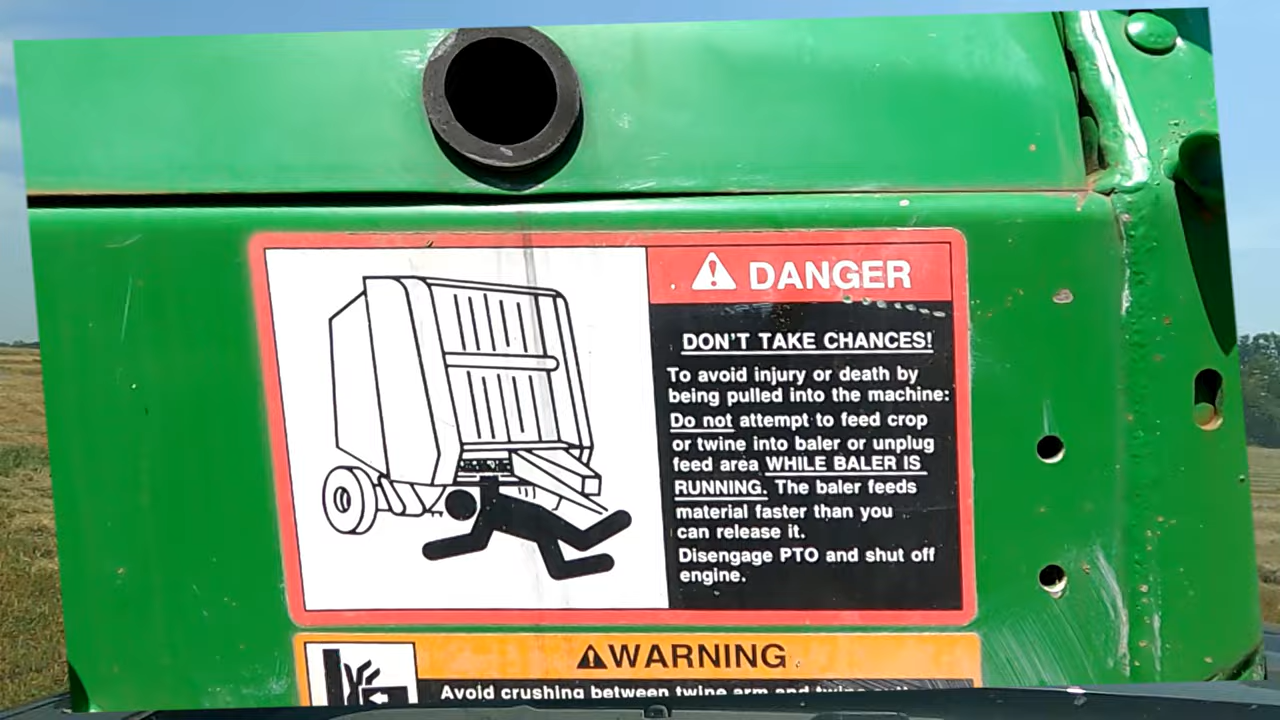 DANGER
DON'T TAKE CHANCES!
To avoid injury or death by
being pulled into the machine:
Do not attempt to feed crop
or twine into baler or unplug
feed area WHILE BALER IS
RUNNING. The baler feeds
material faster than you
can release it.
Disengage PTO and shut off
engine.
WARNING
Avoid crushing between twine arm and twine